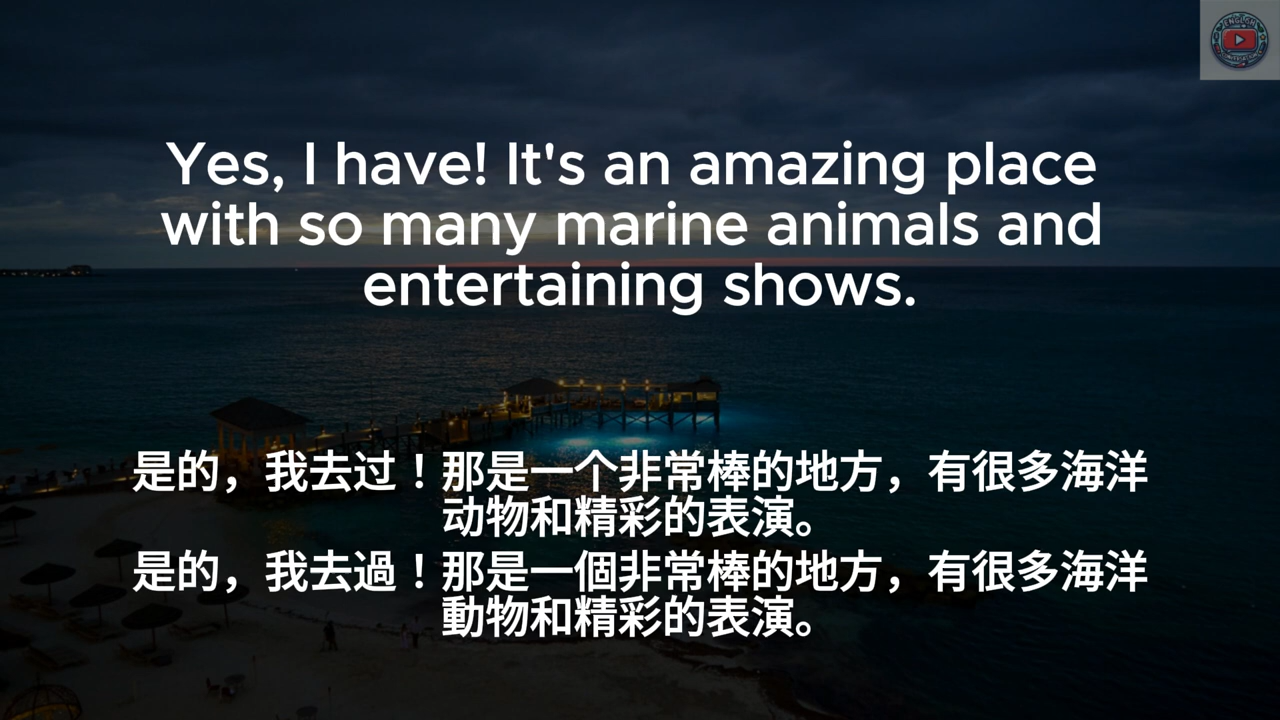 Yes, I have! It's an amazing place
with so many marine animals and
entertaining shows.
是的，我去过！那是一个非常棒的地方，有很多海洋
动物和精彩的表演。
是的，我去過！那是一個非常棒的地方，有很多海洋
動物和精彩的表演。